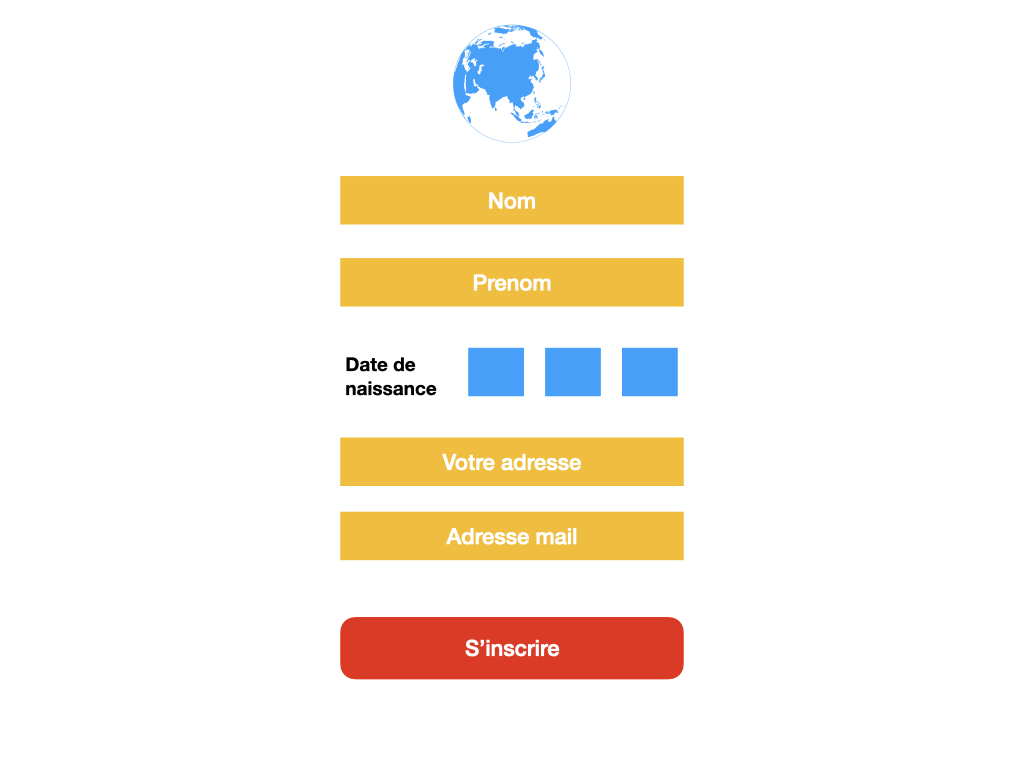 Nom
Prenom
Date de
naissance
Votre adresse
Adresse mail
S’inscrire